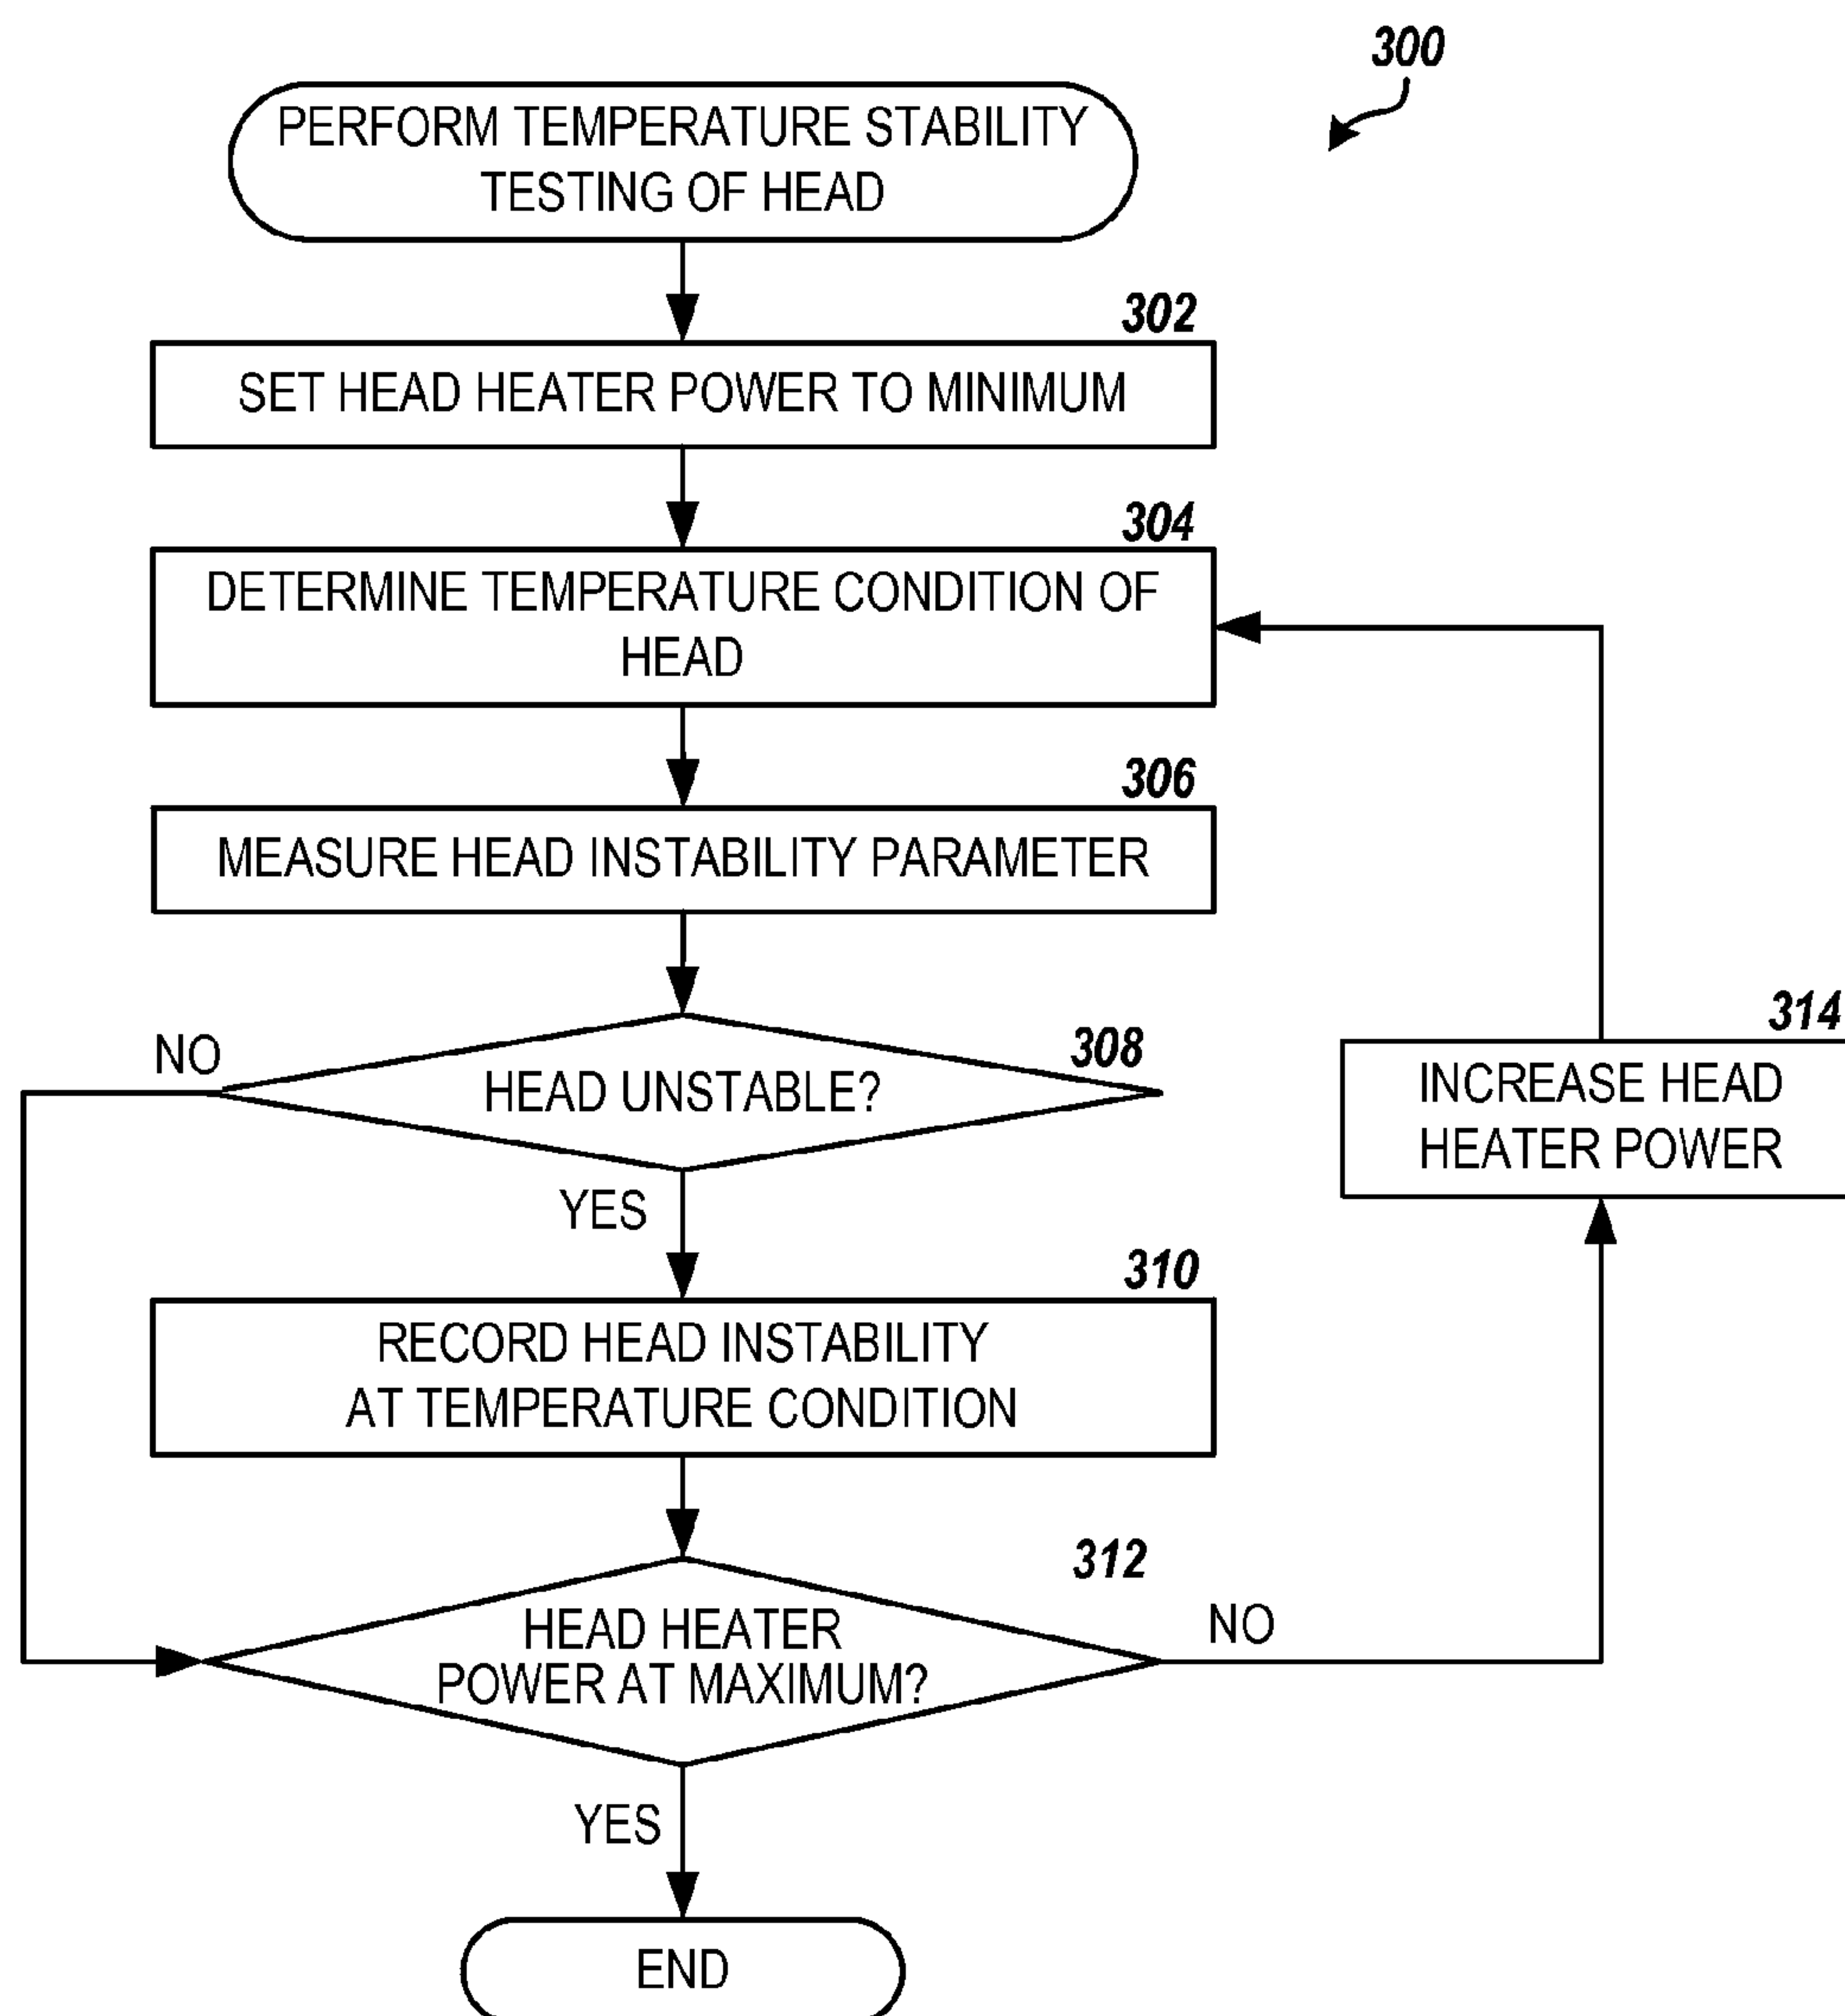 300
PERFORM TEMPERATURE STABILITY
TESTING OF HEAD
302
SET HEAD HEATER POWER TO MINIMUM
304
DETERMINE TEMPERATURE CONDITION OF
HEAD
306
MEASURE HEAD INSTABILITY PARAMETER
308
NO
HEAD UNSTABLE?
YES
310
RECORD HEAD INSTABILITY
AT TEMPERATURE CONDITION
312
HEAD HEATER
POWER AT MAXIMUM?
NO
314
INCREASE HEAD
HEATER POWER
YES
END